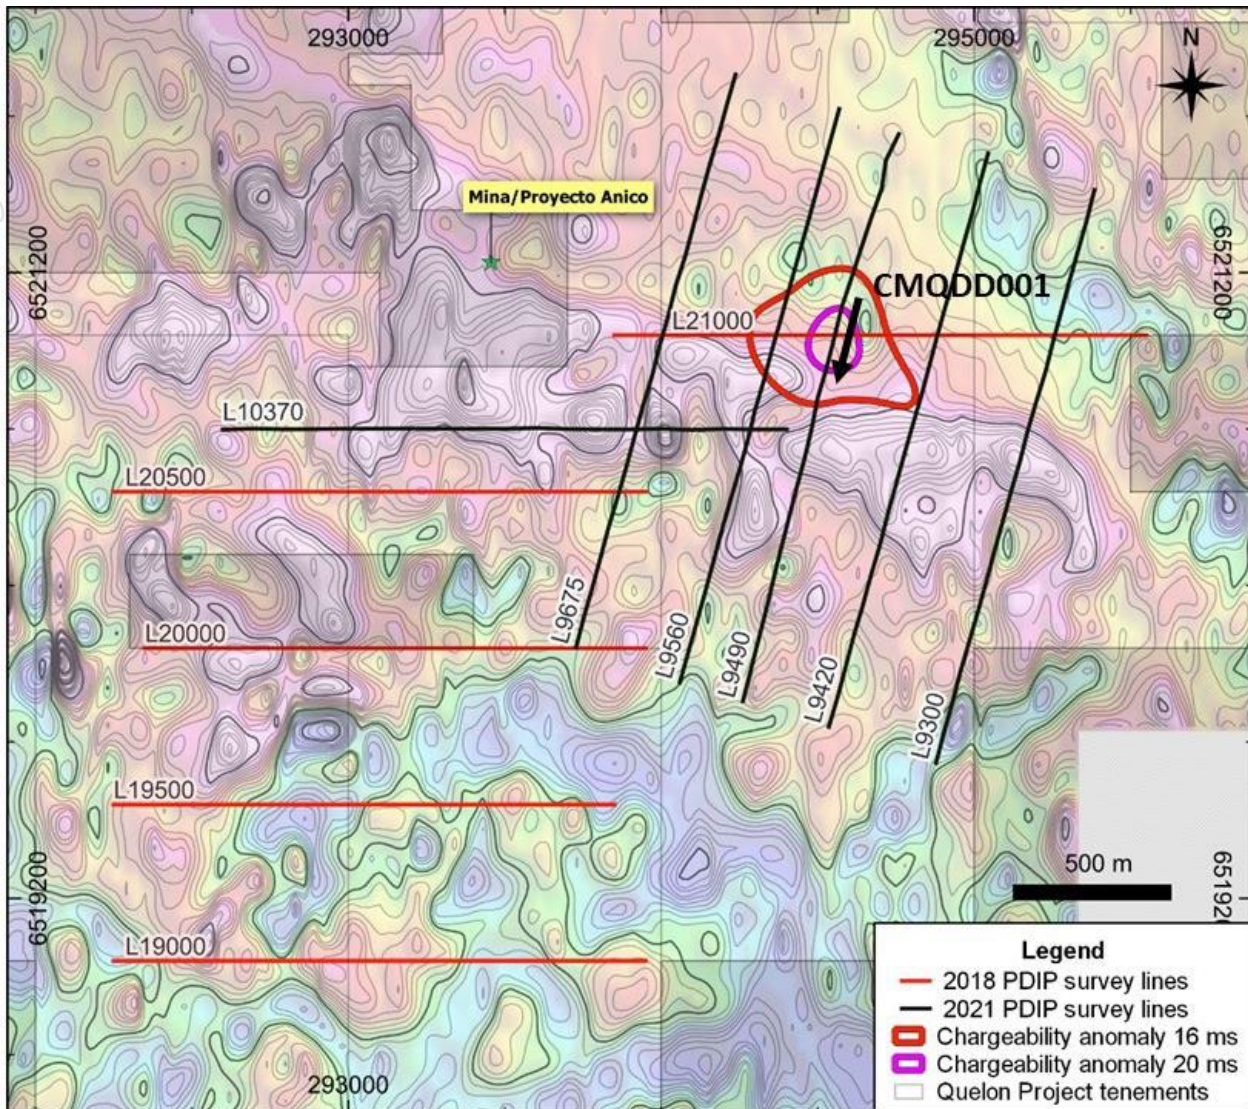 293000
295000
N
Mina/Proyecto Anico
6521200
6521200
CMQDD001
L21000
L10370
L20500
L9675
L20000
L9560
L9490
L9420
L9300
L19500
500 m
6519200
L19000
293000
Legend
2018 PDIP survey lines
2021 PDIP survey lines
Chargeability anomaly 16 ms
Chargeability anomaly 20 ms
Quelon Project tenements